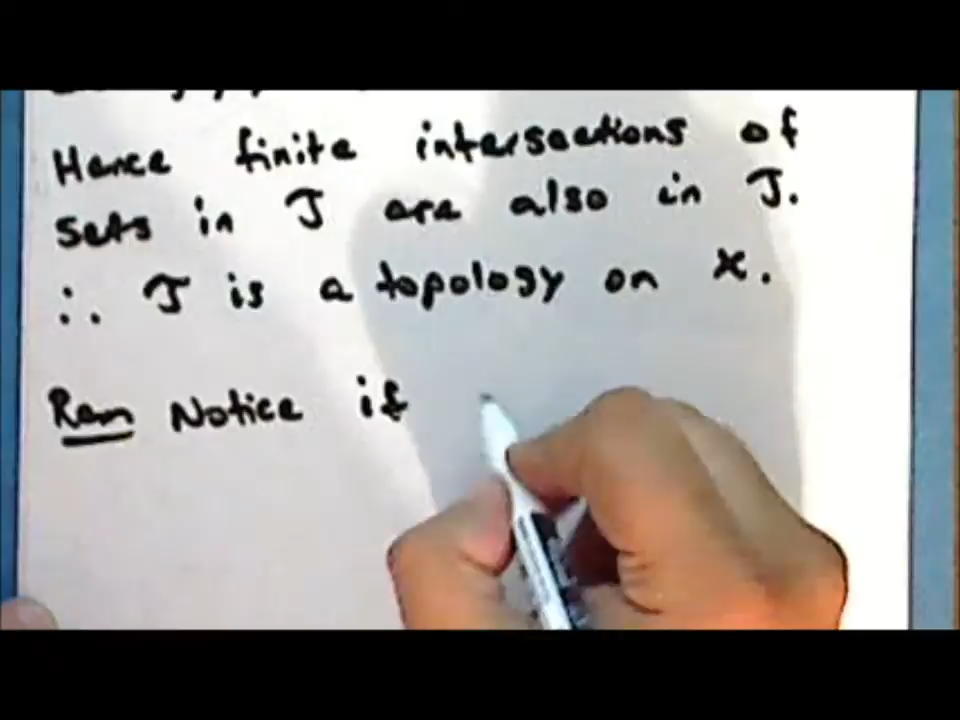 Hence finite intersections of
sets in J are also in J.
∴ J is a topology on X.
Rem Notice if